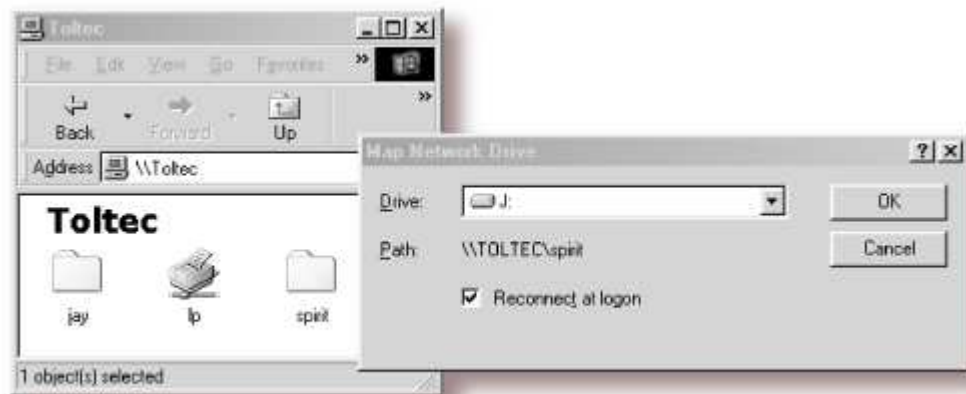 Toltec
File Edit View Go Favorites »
Back Forward Up »
Address \\Toltec
Toltec
jay lp spirit
1 object(s) selected
Map Network Drive
Drive: J: OK
Path: \\TOLTEC\spirit Cancel
Reconnect at logon